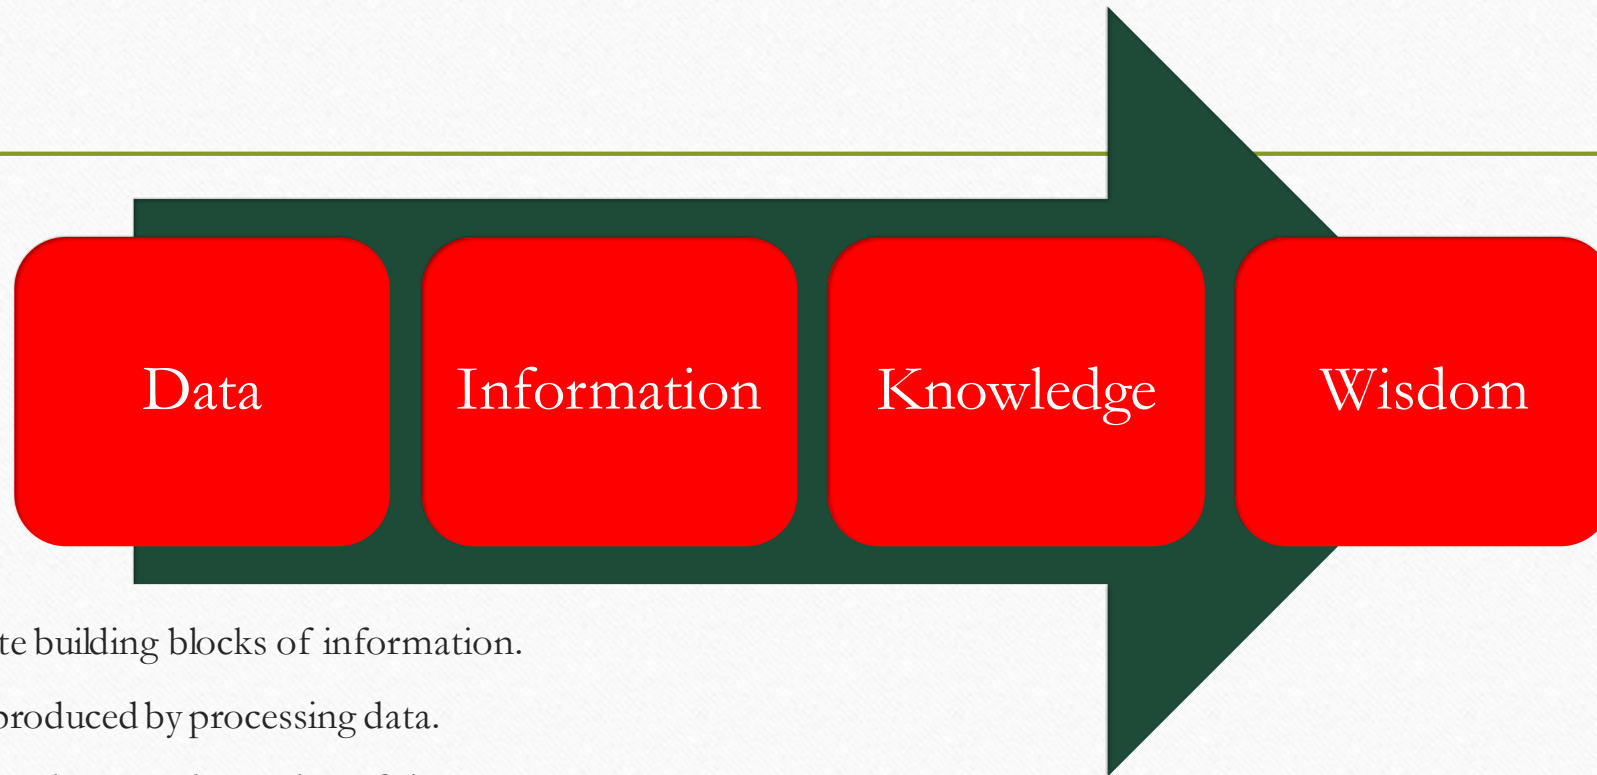 Data
Information
Knowledge
Wisdom
te building blocks of information.
produced by processing data.